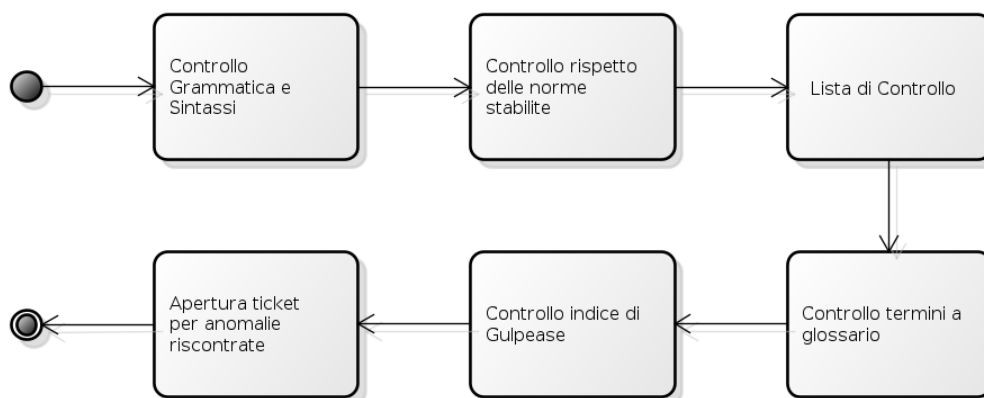 Controllo
Grammatica e
Sintassi
Controllo rispetto
delle norme
stabilite
Lista di Controllo
Controllo termini a
glossario
Controllo indice di
Gulpease
Apertura ticket
per anomalie
riscontrate